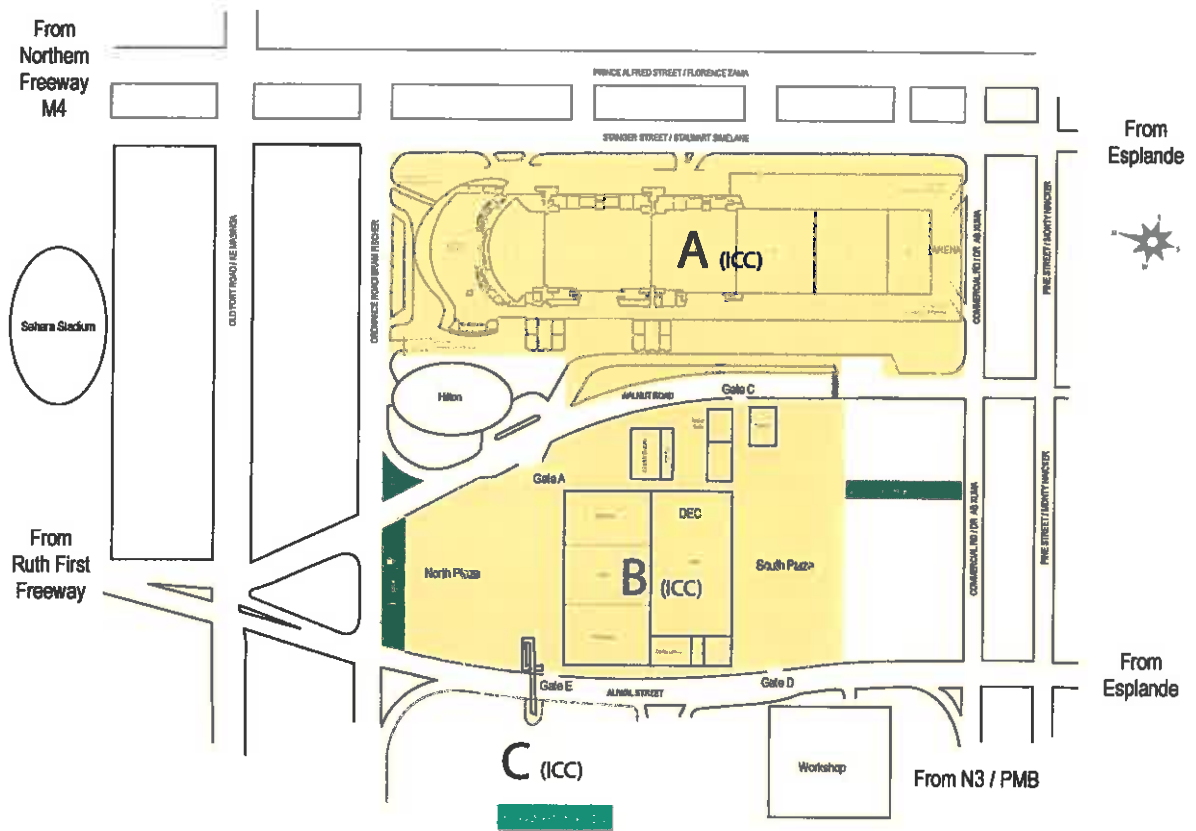 From
Northern
Freeway
M4
PRINCE ALFRED STREET / FLORENCE ZAMA
STANGER STREET / STALWART SIMELANE
From
Esplande
OLD FORT ROAD / KE MASINGA
ORDNANCE ROAD/BRAM FISCHER
A (ICC)
ARENA
COMMERCIAL RD / DR AB XUMA
PINE STREET / MONTY NAICKER
N
S
W
Sahara Stadium
Hilton
WALNUT ROAD
Gate C
Gate A
DEC
From
Ruth First
Freeway
North Plaza
B (ICC)
South Plaza
COMMERCIAL RD / DR AB XUMA
PINE STREET / MONTY NAICKER
Gate E
ALIWAL STREET
Gate D
From
Esplande
C (ICC)
Workshop
From N3 / PMB